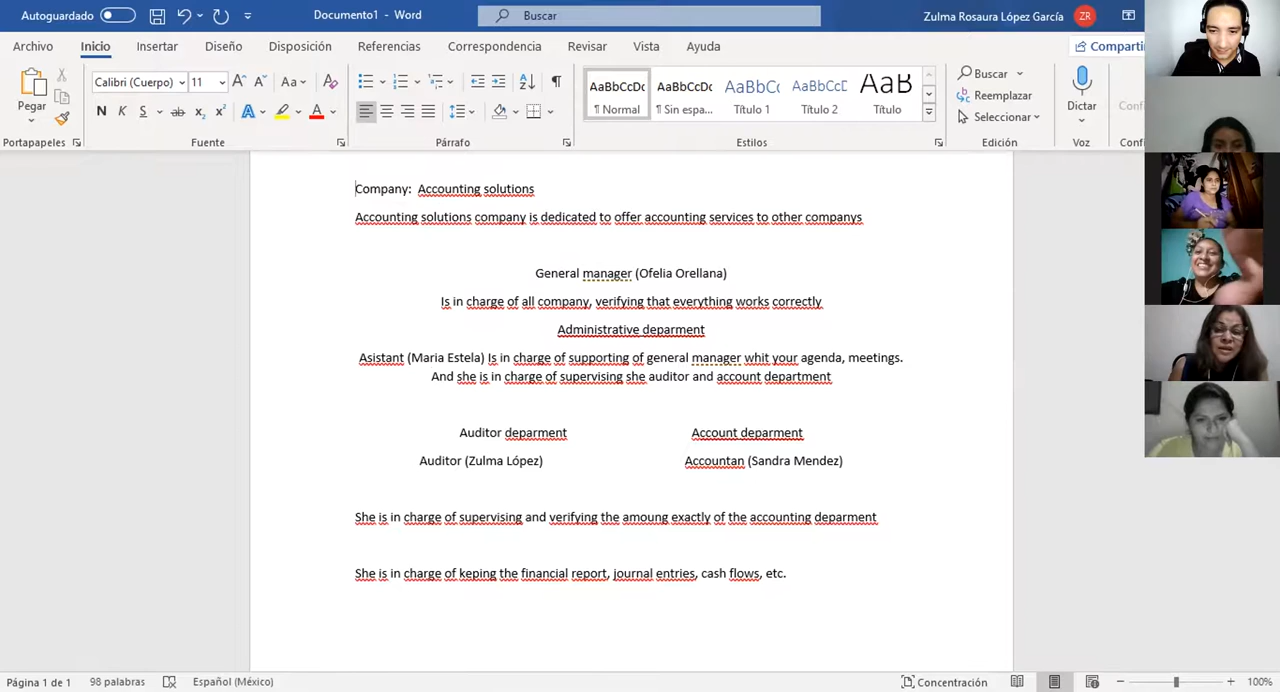 Autoguardado
Documento1 - Word
Buscar
Zulma Rosaura López García
ZR
Archivo Inicio Insertar Diseño Disposición Referencias Correspondencia Revisar Vista Ayuda
Comparti
Pegar
Calibri (Cuerpo) 11
N K S ab x₂ x²
AaBbCcDc AaBbCcDc AaBbCc AaBbCcD AaB
¶ Normal ¶ Sin espa... Título 1 Título 2 Título
Buscar
Reemplazar
Seleccionar
Dictar
Portapapeles Fuente Párrafo Estilos Edición Voz
Company: Accounting solutions
Accounting solutions company is dedicated to offer accounting services to other companys
General manager (Ofelia Orellana)
Is in charge of all company, verifying that everything works correctly
Administrative deparment
Asistant (Maria Estela) Is in charge of supporting of general manager whit your agenda, meetings.
And she is in charge of supervising she auditor and account department
Auditor deparment Account deparment
Auditor (Zulma López) Accountan (Sandra Mendez)
She is in charge of supervising and verifying the amoung exactly of the accounting deparment
She is in charge of keping the financial report, journal entries, cash flows, etc.
Página 1 de 1 98 palabras Español (México) Concentración 100%